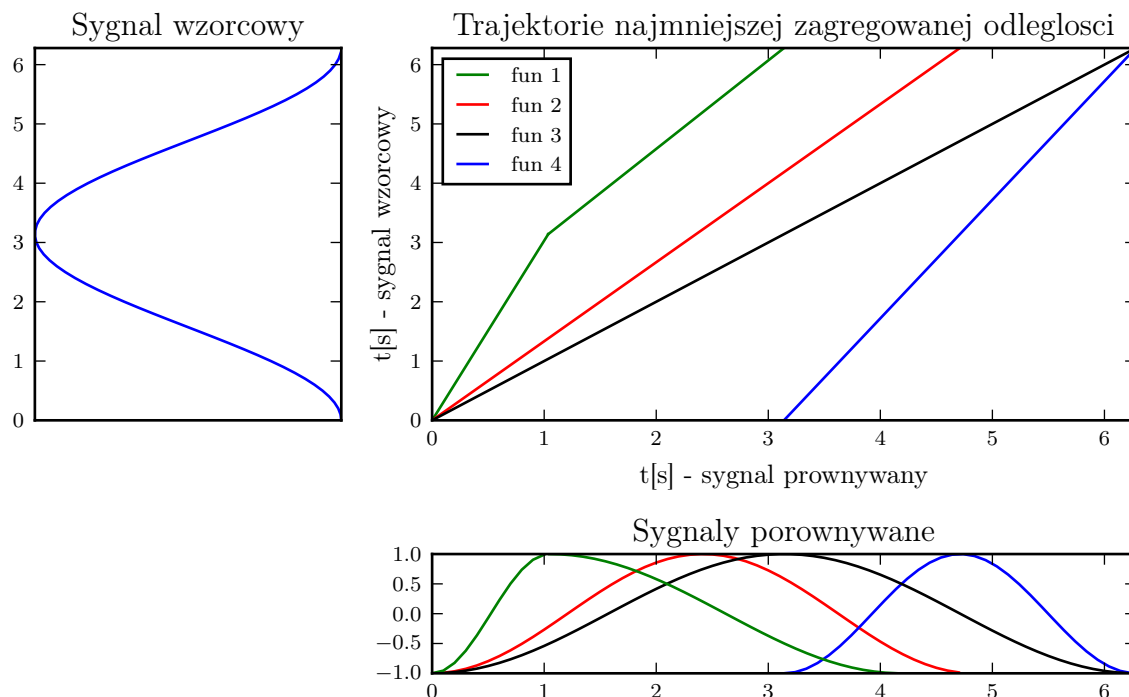 Sygnal wzorcowy
6
5
4
3
2
1
0
Trajektorie najmniejszej zagregowanej odleglosci
t[s] - sygnal wzorcowy
6
5
4
3
2
1
0
fun 1
fun 2
fun 3
fun 4
0 1 2 3 4 5 6
t[s] - sygnal prownywany
Sygnaly porownywane
1.0
0.5
0.0
−0.5
−1.0
0 1 2 3 4 5 6